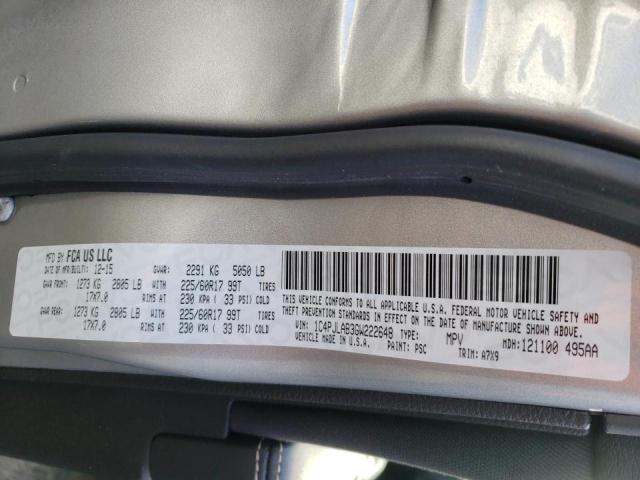 MFD BY FCA US LLC
DATE OF MFR/BUILT: 12-15 GVWR: 2291 KG 5050 LB
GAWR FRONT: 1273 KG 2805 LB WITH 225/60R17 99T TIRES
17X7.0 RIMS AT 230 KPA ( 33 PSI) COLD
GAWR REAR: 1273 KG 2805 LB WITH 225/60R17 99T TIRES
17X7.0 RIMS AT 230 KPA ( 33 PSI) COLD
THIS VEHICLE CONFORMS TO ALL APPLICABLE U.S.A. FEDERAL MOTOR VEHICLE SAFETY AND
THEFT PREVENTION STANDARDS IN EFFECT ON THE DATE OF MANUFACTURE SHOWN ABOVE.
VIN: 1C4PJLAB3GW222648 TYPE: MPV MDH: 121100 495AA
VEHICLE MADE IN U.S.A. PAINT: PSC TRIM: A7X9